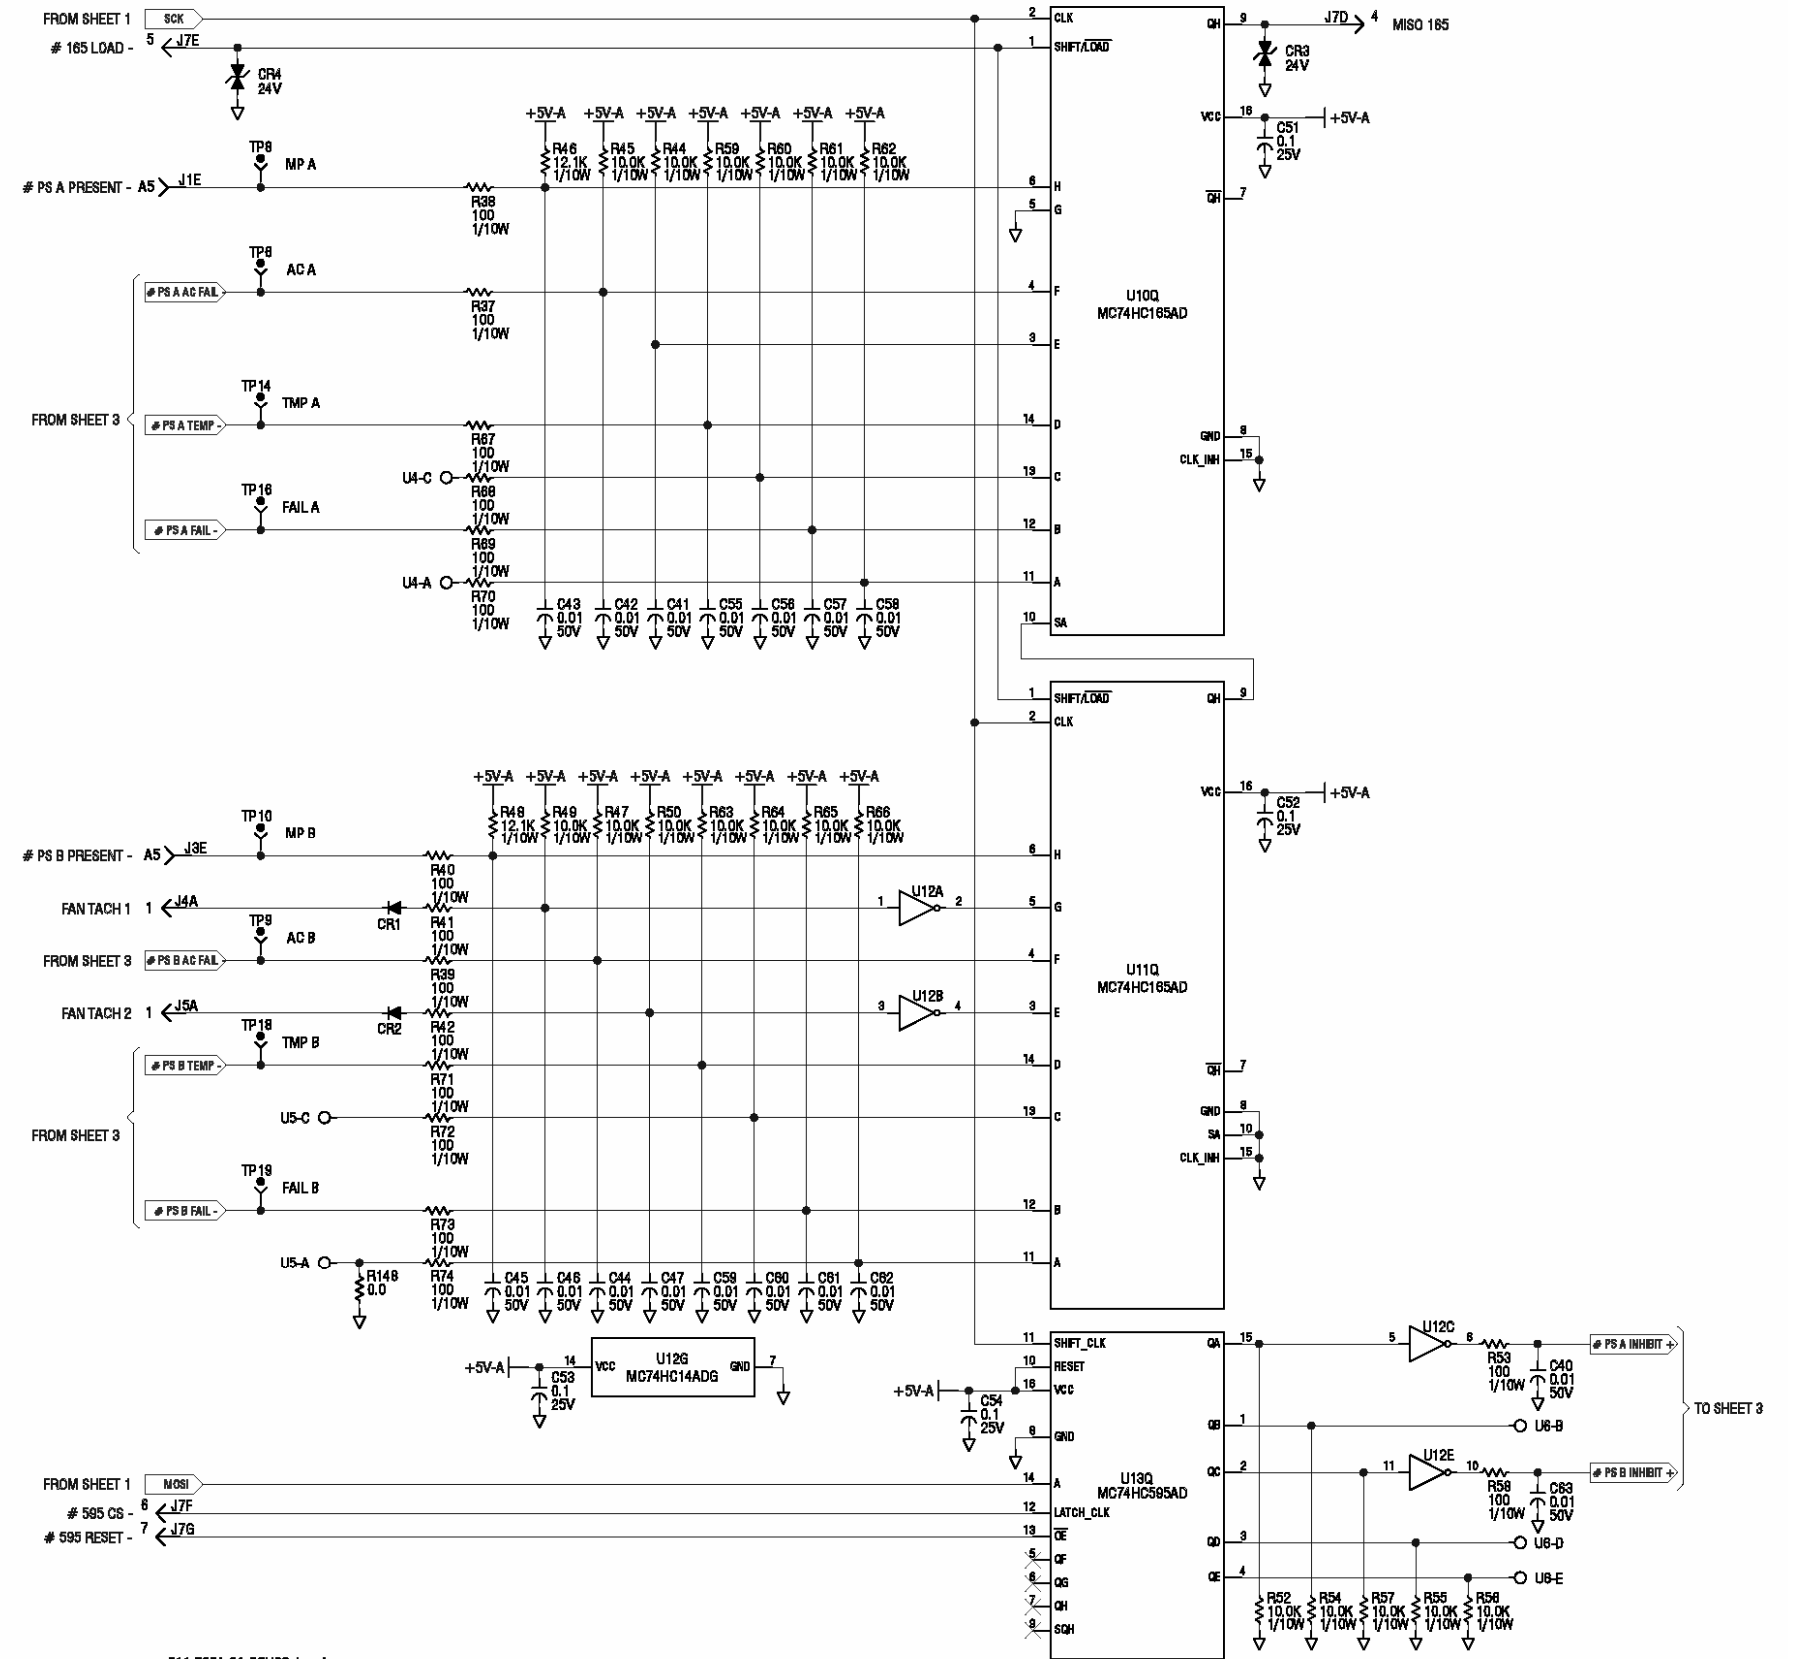 FROM SHEET 1 SCK
# 165 LOAD - 5 J7E
CR4
24V
2 CLK
1 SHIFT/LOAD
QH 9 J7D 4 MISO 165
CR3
24V
VCC 16 +5V-A
C51
0.1
25V
QH 7
+5V-A +5V-A +5V-A +5V-A +5V-A +5V-A +5V-A
R46 R45 R44 R59 R60 R61 R62
12.1K 10.0K 10.0K 10.0K 10.0K 10.0K 10.0K
1/10W 1/10W 1/10W 1/10W 1/10W 1/10W 1/10W
TP8
MP A
# PS A PRESENT - A5 J1E
R38
100
1/10W
6 H
5 G
TP6
AC A
# PS A AC FAIL
R37
100
1/10W
4 F
3 E
U10Q
MC74HC165AD
TP14
TMP A
FROM SHEET 3
# PS A TEMP -
R67
100
1/10W
14 D
GND 8
CLK_INH 15
U4-C
R68
100
1/10W
13 C
TP16
FAIL A
# PS A FAIL -
R69
100
1/10W
12 B
U4-A
R70
100
1/10W
11 A
10 SA
C43 C42 C41 C55 C56 C57 C58
0.01 0.01 0.01 0.01 0.01 0.01 0.01
50V 50V 50V 50V 50V 50V 50V
1 SHIFT/LOAD
2 CLK
QH 9
VCC 16 +5V-A
C52
0.1
25V
+5V-A +5V-A +5V-A +5V-A +5V-A +5V-A +5V-A +5V-A
R48 R49 R47 R50 R63 R64 R65 R66
12.1K 10.0K 10.0K 10.0K 10.0K 10.0K 10.0K 10.0K
1/10W 1/10W 1/10W 1/10W 1/10W 1/10W 1/10W 1/10W
TP10
MP B
# PS B PRESENT - A5 J3E
R40
100
1/10W
6 H
FAN TACH 1 1 J4A
CR1
R41
100
1/10W
1 U12A 2
5 G
TP9
AC B
FROM SHEET 3 # PS B AC FAIL
R39
100
1/10W
4 F
U11Q
MC74HC165AD
FAN TACH 2 1 J5A
CR2
R42
100
1/10W
3 U12B 4
3 E
TP18
TMP B
# PS B TEMP -
R71
100
1/10W
14 D
QH 7
U5-C
R72
100
1/10W
13 C
GND 8
SA 10
CLK_INH 15
FROM SHEET 3
TP19
FAIL B
# PS B FAIL -
R73
100
1/10W
12 B
U5-A
R148
0.0
R74
100
1/10W
11 A
C45 C46 C44 C47 C59 C60 C61 C62
0.01 0.01 0.01 0.01 0.01 0.01 0.01 0.01
50V 50V 50V 50V 50V 50V 50V 50V
+5V-A 14 VCC U12G GND 7
MC74HC14ADG
C53
0.1
25V
11 SHIFT_CLK
10 RESET
+5V-A 16 VCC
C54
0.1
25V
8 GND
U13Q
MC74HC595AD
QA 15 5 U12C 6
R53
100
1/10W
C40
0.01
50V
# PS A INHIBIT +
QB 1 U6-B
TO SHEET 3
QC 2 11 U12E 10
R58
100
1/10W
C63
0.01
50V
# PS B INHIBIT +
QD 3 U6-D
QE 4 U6-E
R52 R54 R57 R55 R56
10.0K 10.0K 10.0K 10.0K 10.0K
1/10W 1/10W 1/10W 1/10W 1/10W
FROM SHEET 1 MOSI
14 A
# 595 CS - 6 J7F
12 LATCH_CLK
# 595 RESET - 7 J7G
13 OE
5 QF
6 QG
7 QH
9 SQH